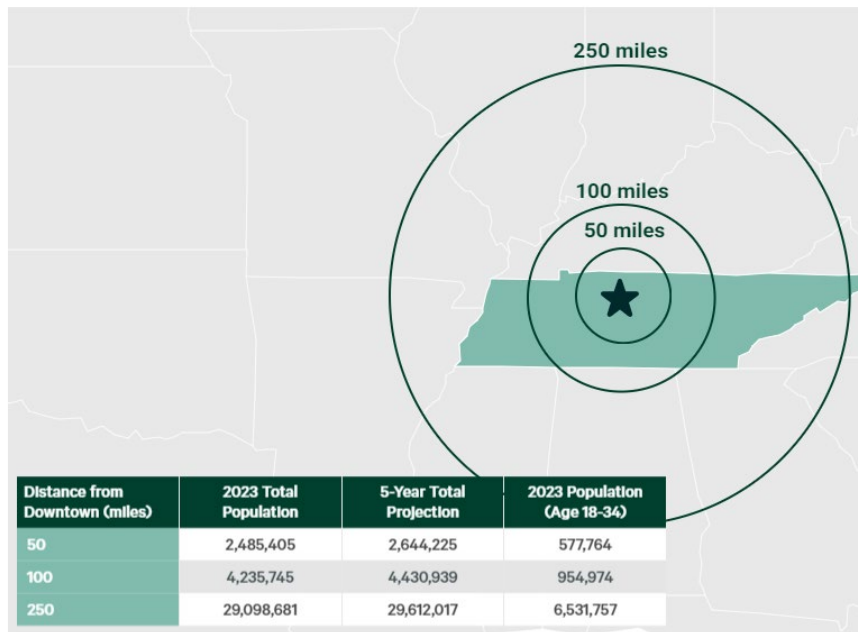 250 miles
100 miles
50 miles
Distance from Downtown (miles) 2023 Total Population 5-Year Total Projection 2023 Population (Age 18-34)
50 2,485,405 2,644,225 577,764
100 4,235,745 4,430,939 954,974
250 29,098,681 29,612,017 6,531,757